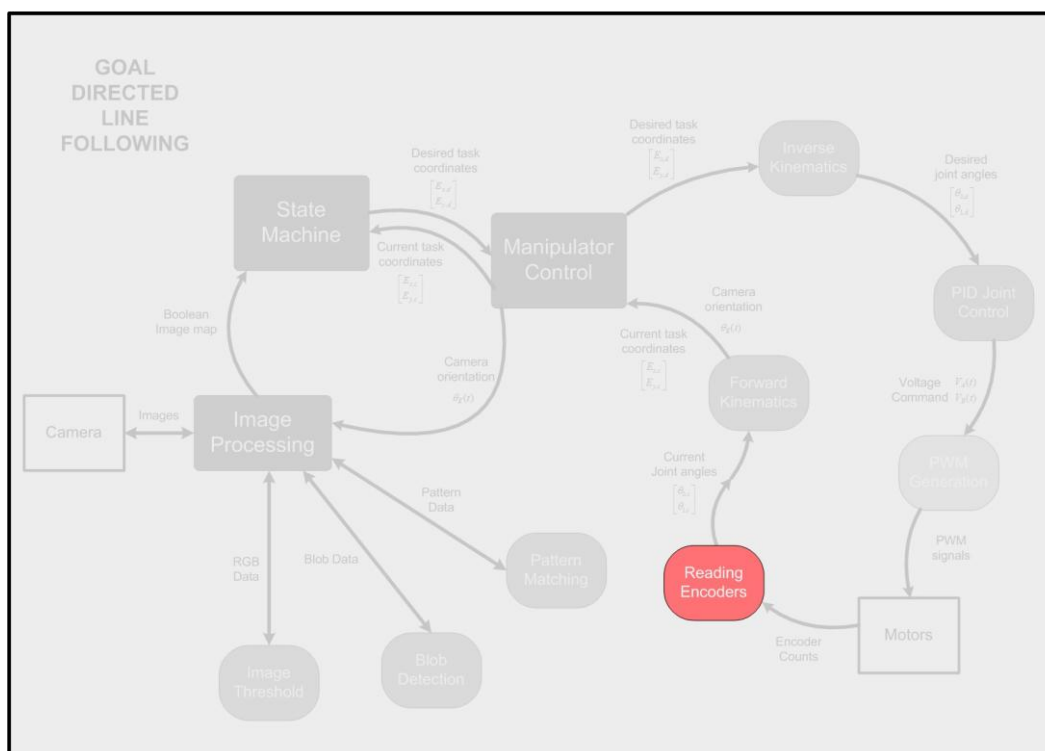 GOAL
DIRECTED
LINE
FOLLOWING
Desired task
coordinates
Desired task
coordinates
Inverse
Kinematics
Desired
joint angles
State
Machine
Manipulator
Control
Current task
coordinates
Camera
orientation
θ_E(t)
PID Joint
Control
Boolean
Image map
Current task
coordinates
Camera
orientation
θ_E(t)
Forward
Kinematics
Voltage
Command
Camera
Images
Image
Processing
Current
Joint angles
PWM
Generation
Pattern
Data
PWM
signals
RGB
Data
Blob Data
Pattern
Matching
Reading
Encoders
Encoder
Counts
Motors
Image
Threshold
Blob
Detection